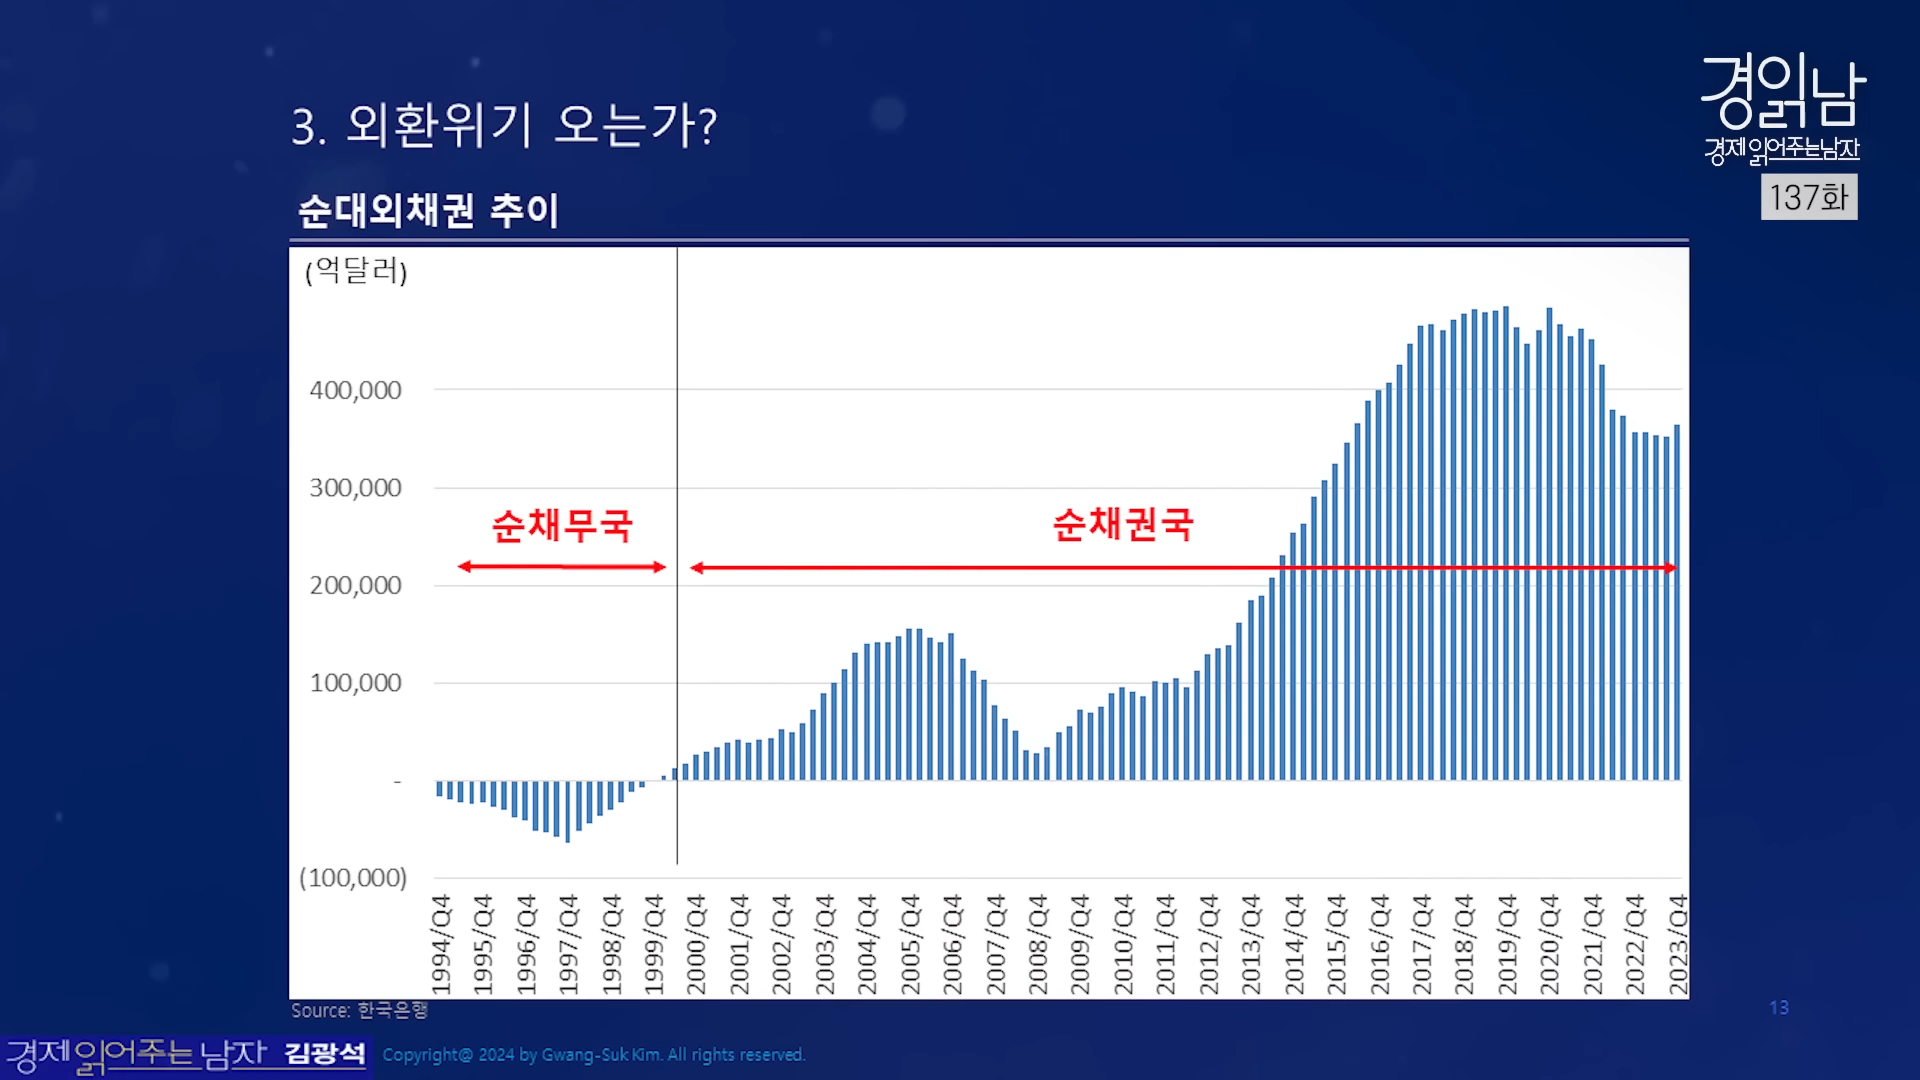 3. 외환위기 오는가?
경읽남
경제 읽어주는남자
137화
순대외채권 추이
(억달러)
400,000
300,000
200,000
100,000
-
(100,000)
순채무국
순채권국
1994/Q4
1995/Q4
1996/Q4
1997/Q4
1998/Q4
1999/Q4
2000/Q4
2001/Q4
2002/Q4
2003/Q4
2004/Q4
2005/Q4
2006/Q4
2007/Q4
2008/Q4
2009/Q4
2010/Q4
2011/Q4
2012/Q4
2013/Q4
2014/Q4
2015/Q4
2016/Q4
2017/Q4
2018/Q4
2019/Q4
2020/Q4
2021/Q4
2022/Q4
2023/Q4
Source: 한국은행
13
경제 읽어주는 남자 김광석
Copyright@ 2024 by Gwang-Suk Kim. All rights reserved.